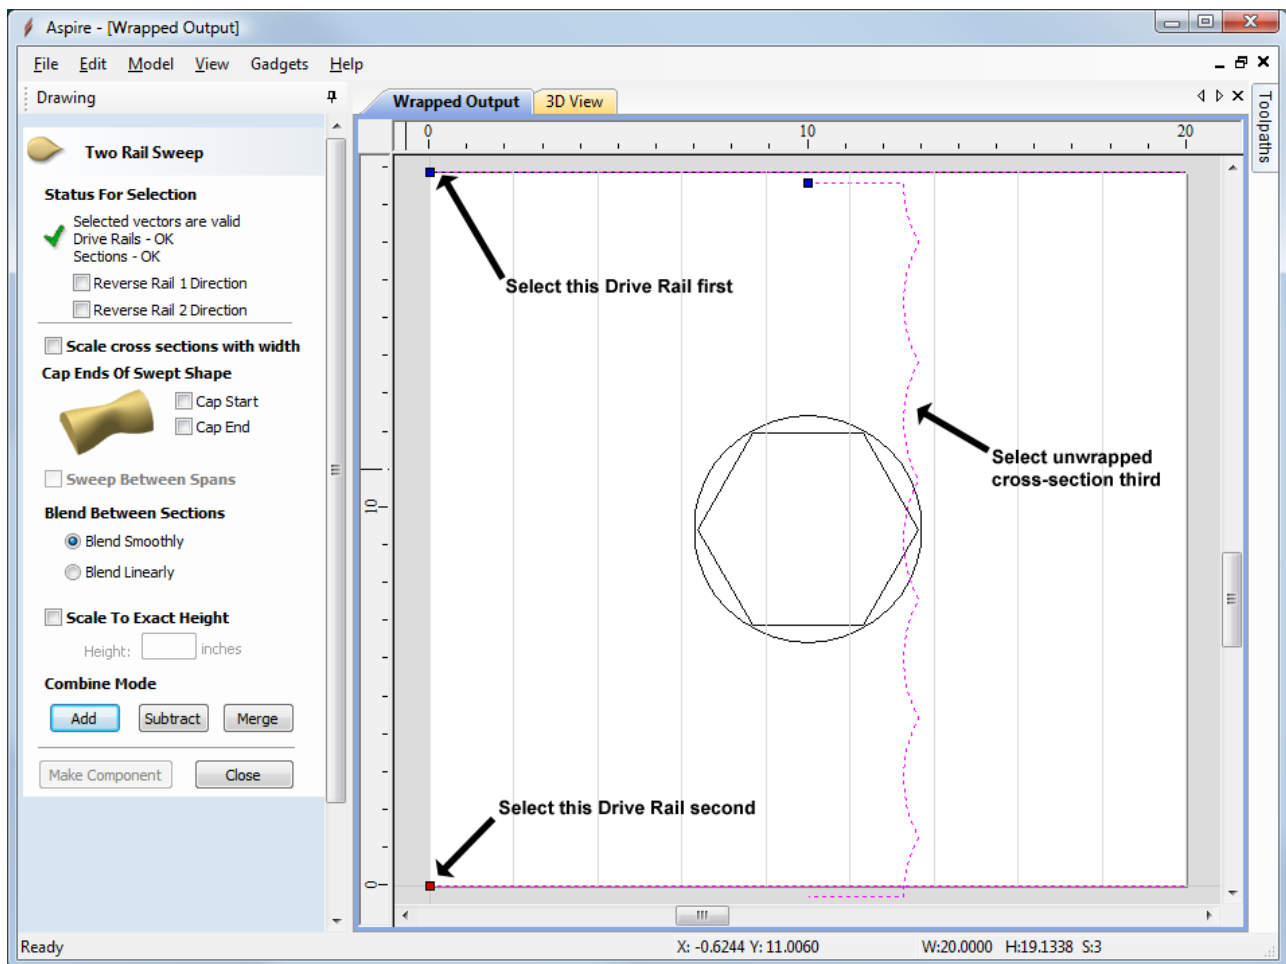 Aspire - [Wrapped Output]
File Edit Model View Gadgets Help
Drawing
Wrapped Output 3D View
Toolpaths
Two Rail Sweep
0 10 20
Status For Selection
Selected vectors are valid
Drive Rails - OK
Sections - OK
Reverse Rail 1 Direction
Reverse Rail 2 Direction
Select this Drive Rail first
Scale cross sections with width
Cap Ends Of Swept Shape
Cap Start
Cap End
Select unwrapped
cross-section third
Sweep Between Spans
10
Blend Between Sections
Blend Smoothly
Blend Linearly
Scale To Exact Height
Height: inches
Combine Mode
Add Subtract Merge
Make Component Close
Select this Drive Rail second
0
Ready
X: -0.6244 Y: 11.0060
W:20.0000 H:19.1338 S:3